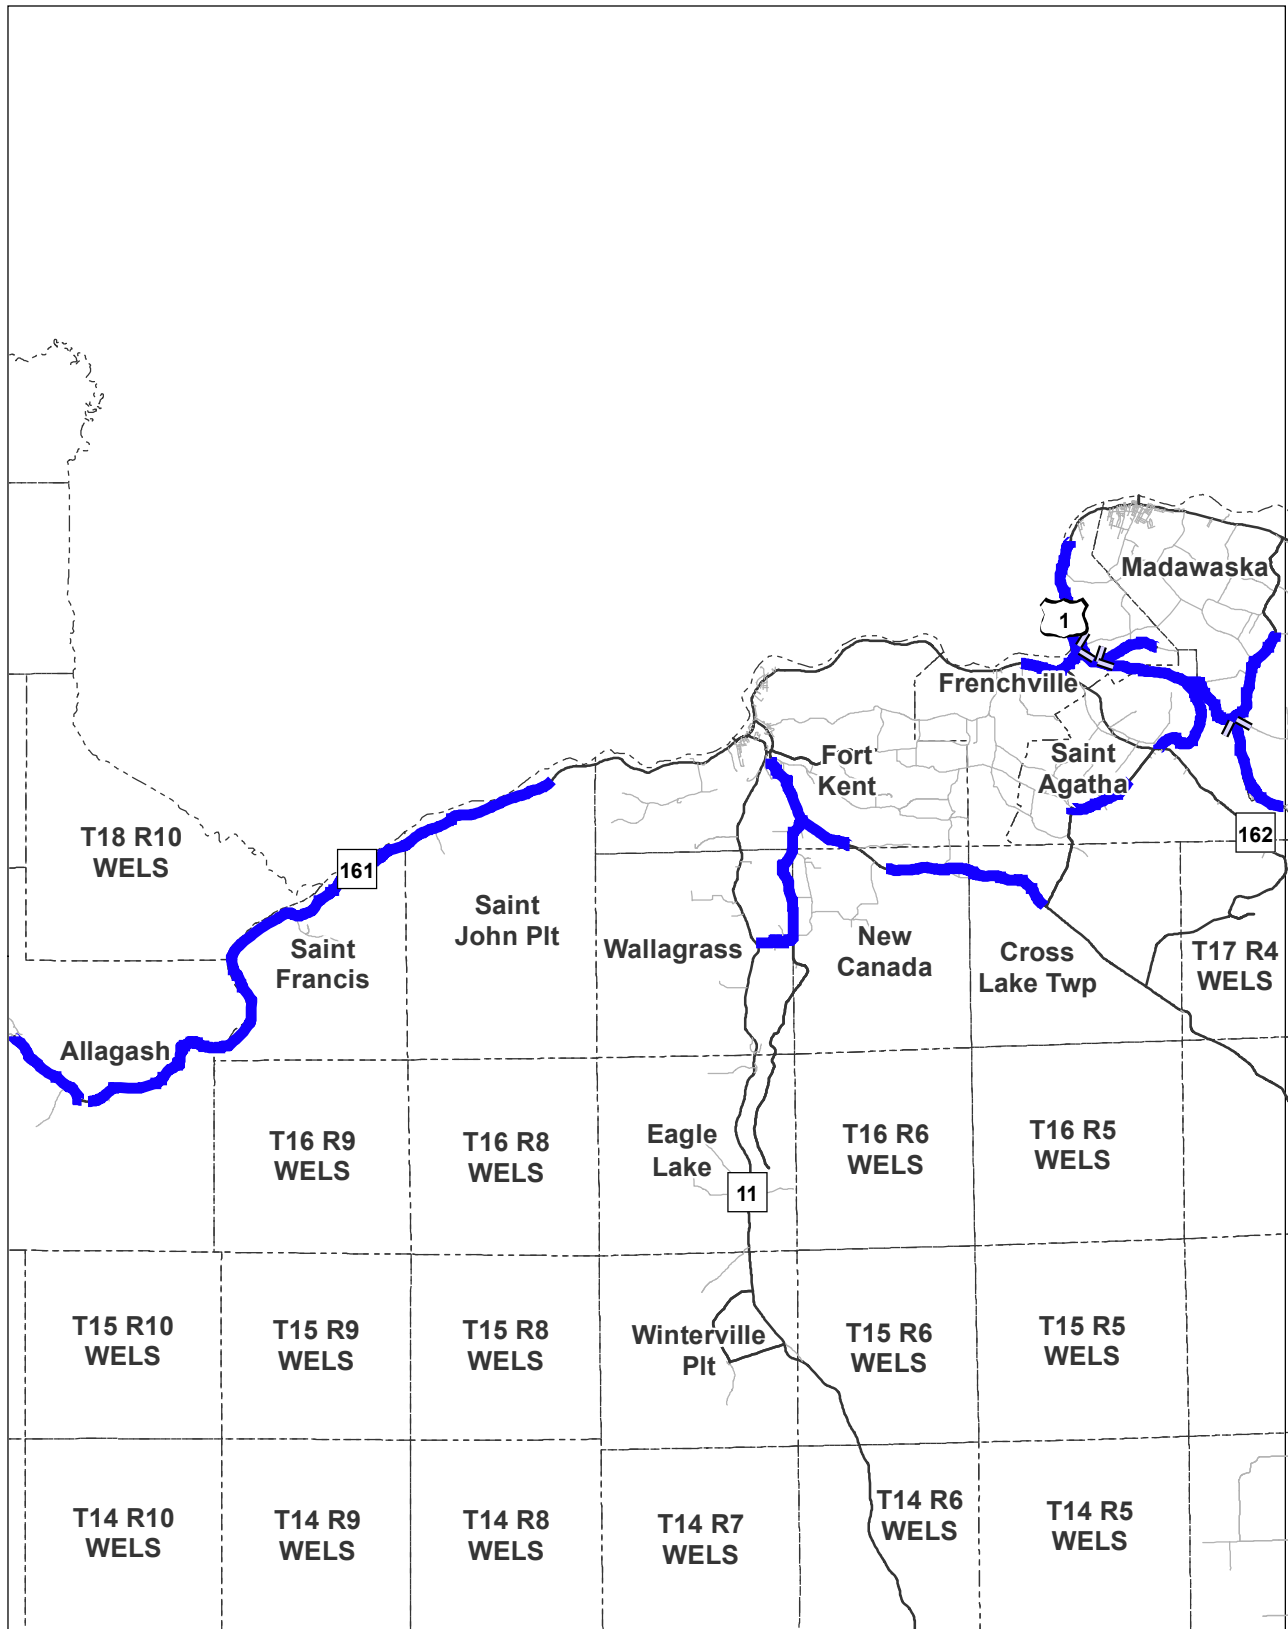 Madawaska
1
Frenchville
Fort
Kent
Saint
Agatha
T18 R10
WELS
161
162
Saint
John Plt
Saint
Francis
Wallagrass
New
Canada
Cross
Lake Twp
T17 R4
WELS
Allagash
T16 R9
WELS
T16 R8
WELS
Eagle
Lake
T16 R6
WELS
T16 R5
WELS
11
T15 R10
WELS
T15 R9
WELS
T15 R8
WELS
Winterville
Plt
T15 R6
WELS
T15 R5
WELS
T14 R10
WELS
T14 R9
WELS
T14 R8
WELS
T14 R7
WELS
T14 R6
WELS
T14 R5
WELS